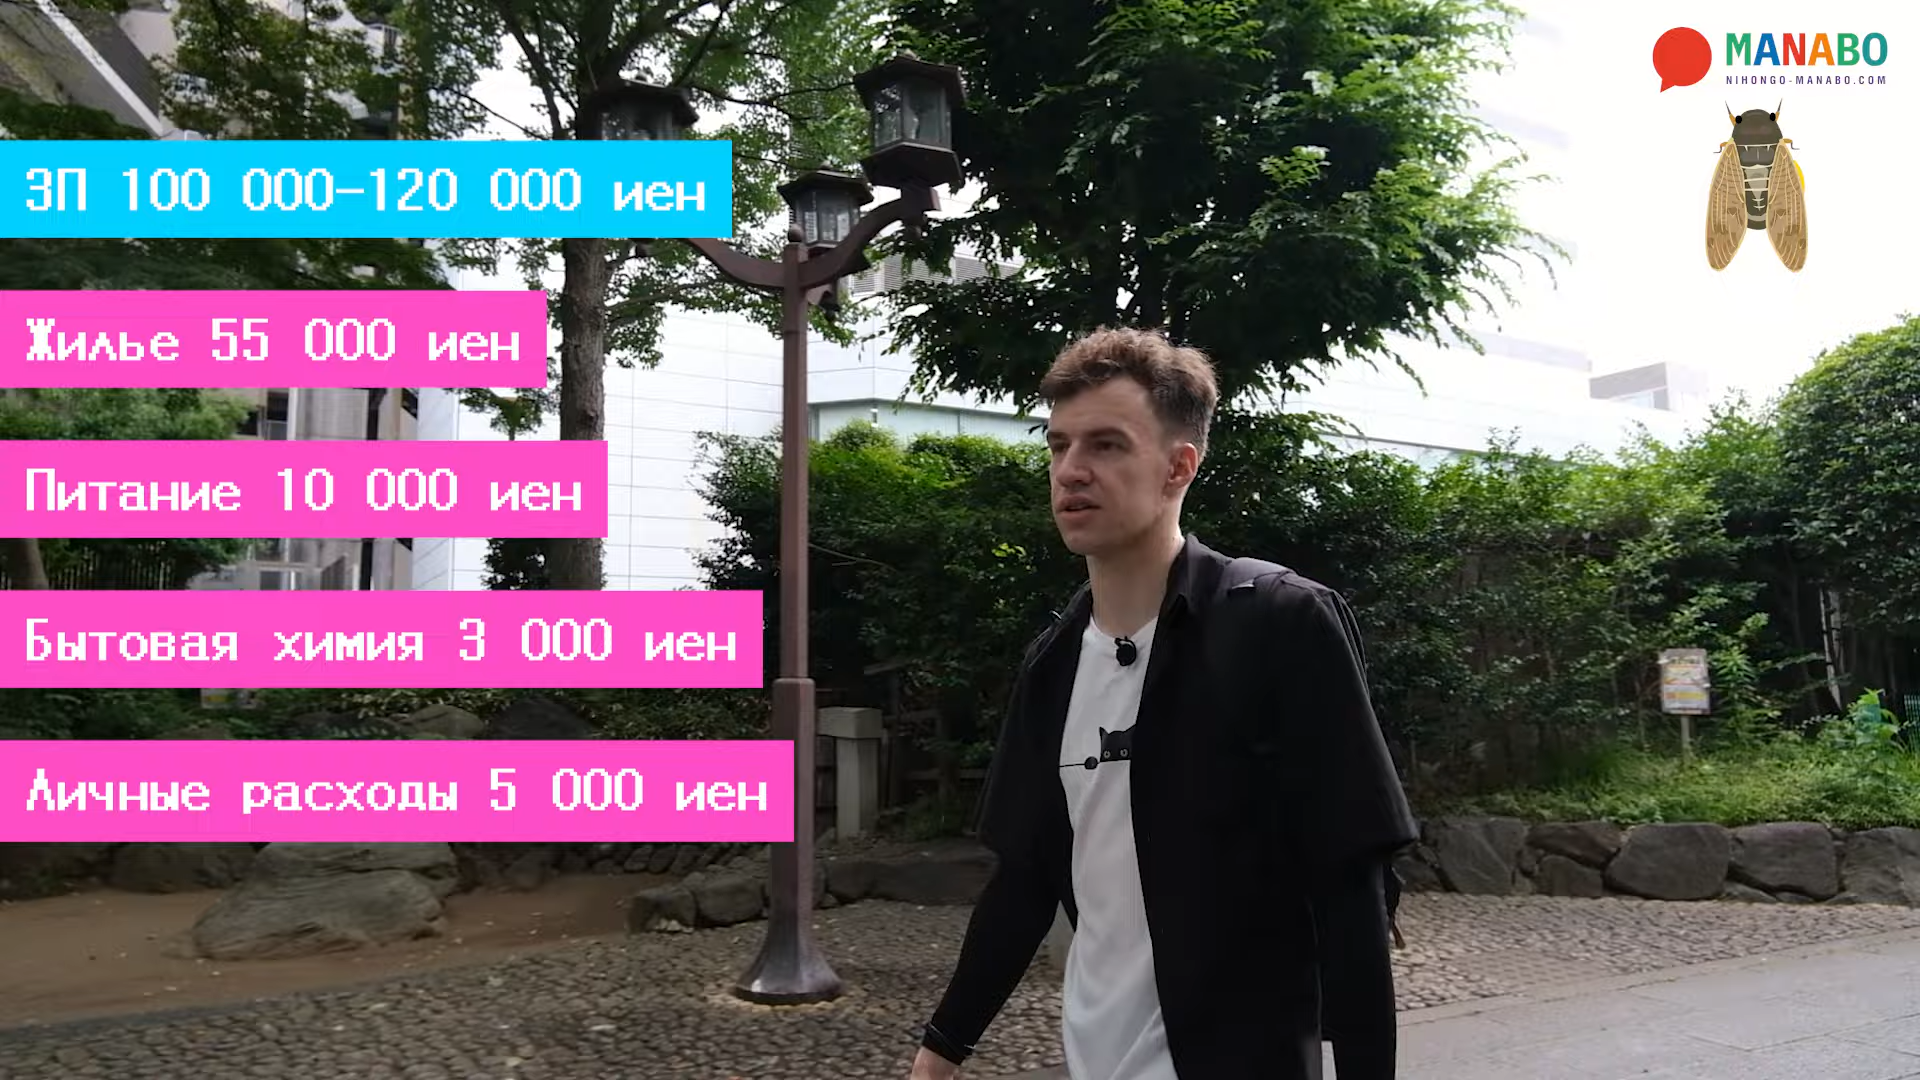 MANABO
NIHONGO-MANABO.COM
ЗП 100 000-120 000 иен
Жилье 55 000 иен
Питание 10 000 иен
Бытовая химия 3 000 иен
Личные расходы 5 000 иен